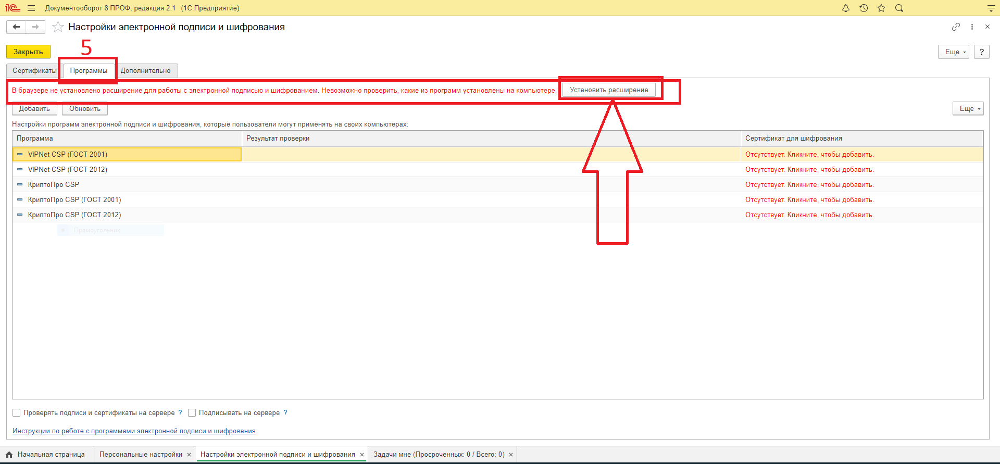 1С Документооборот 8 ПРОФ, редакция 2.1 (1С:Предприятие)
Настройки электронной подписи и шифрования
5
Закрыть
Еще
?
Сертификаты Программы Дополнительно
В браузере не установлено расширение для работы с электронной подписью и шифрованием. Невозможно проверить, какие из программ установлены на компьютере. Установить расширение
Добавить Обновить Еще
Настройки программ электронной подписи и шифрования, которые пользователи могут применять на своих компьютерах:
Программа Результат проверки Сертификат для шифрования
ViPNet CSP (ГОСТ 2001) Отсутствует. Кликните, чтобы добавить.
ViPNet CSP (ГОСТ 2012) Отсутствует. Кликните, чтобы добавить.
КриптоПро CSP Отсутствует. Кликните, чтобы добавить.
КриптоПро CSP (ГОСТ 2001) Отсутствует. Кликните, чтобы добавить.
КриптоПро CSP (ГОСТ 2012) Отсутствует. Кликните, чтобы добавить.
Прямоугольник
Проверять подписи и сертификаты на сервере ? Подписывать на сервере ?
Инструкции по работе с программами электронной подписи и шифрования
Начальная страница Персональные настройки × Настройки электронной подписи и шифрования × Задачи мне (Просроченных: 0 / Всего: 0) ×